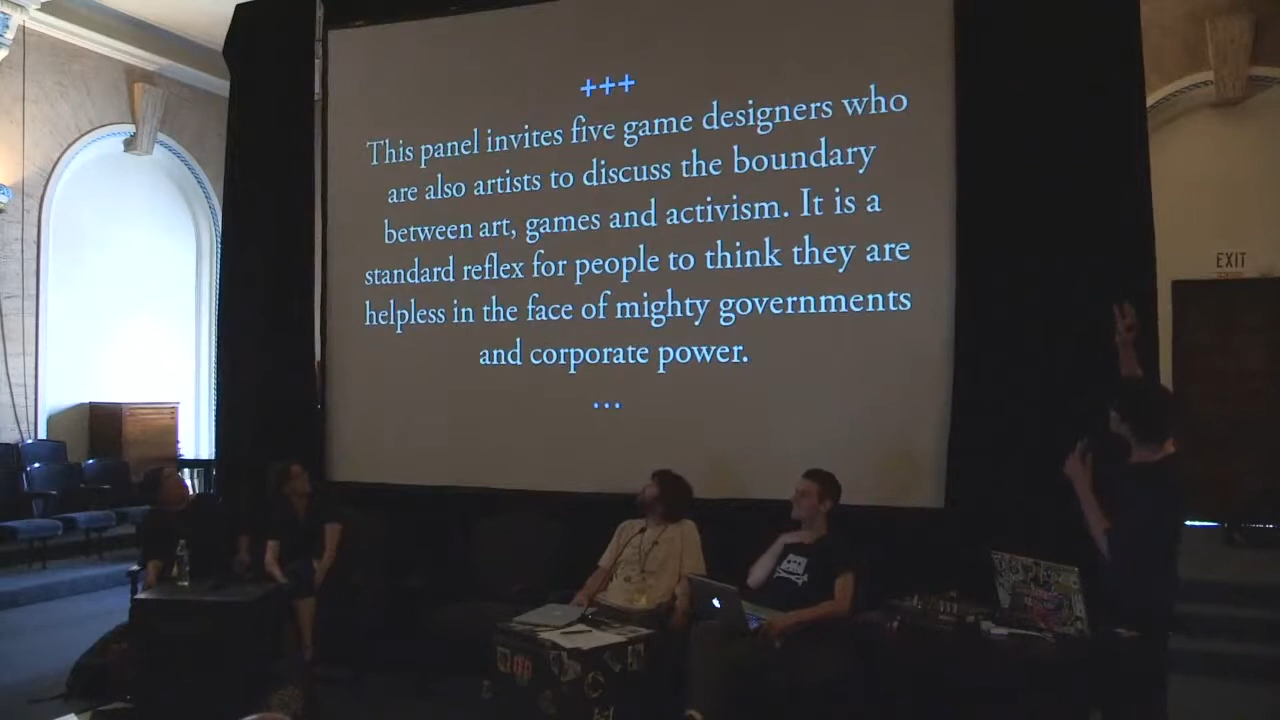 +++
This panel invites five game designers who
are also artists to discuss the boundary
between art, games and activism. It is a
standard reflex for people to think they are
helpless in the face of mighty governments
and corporate power.
...
EXIT